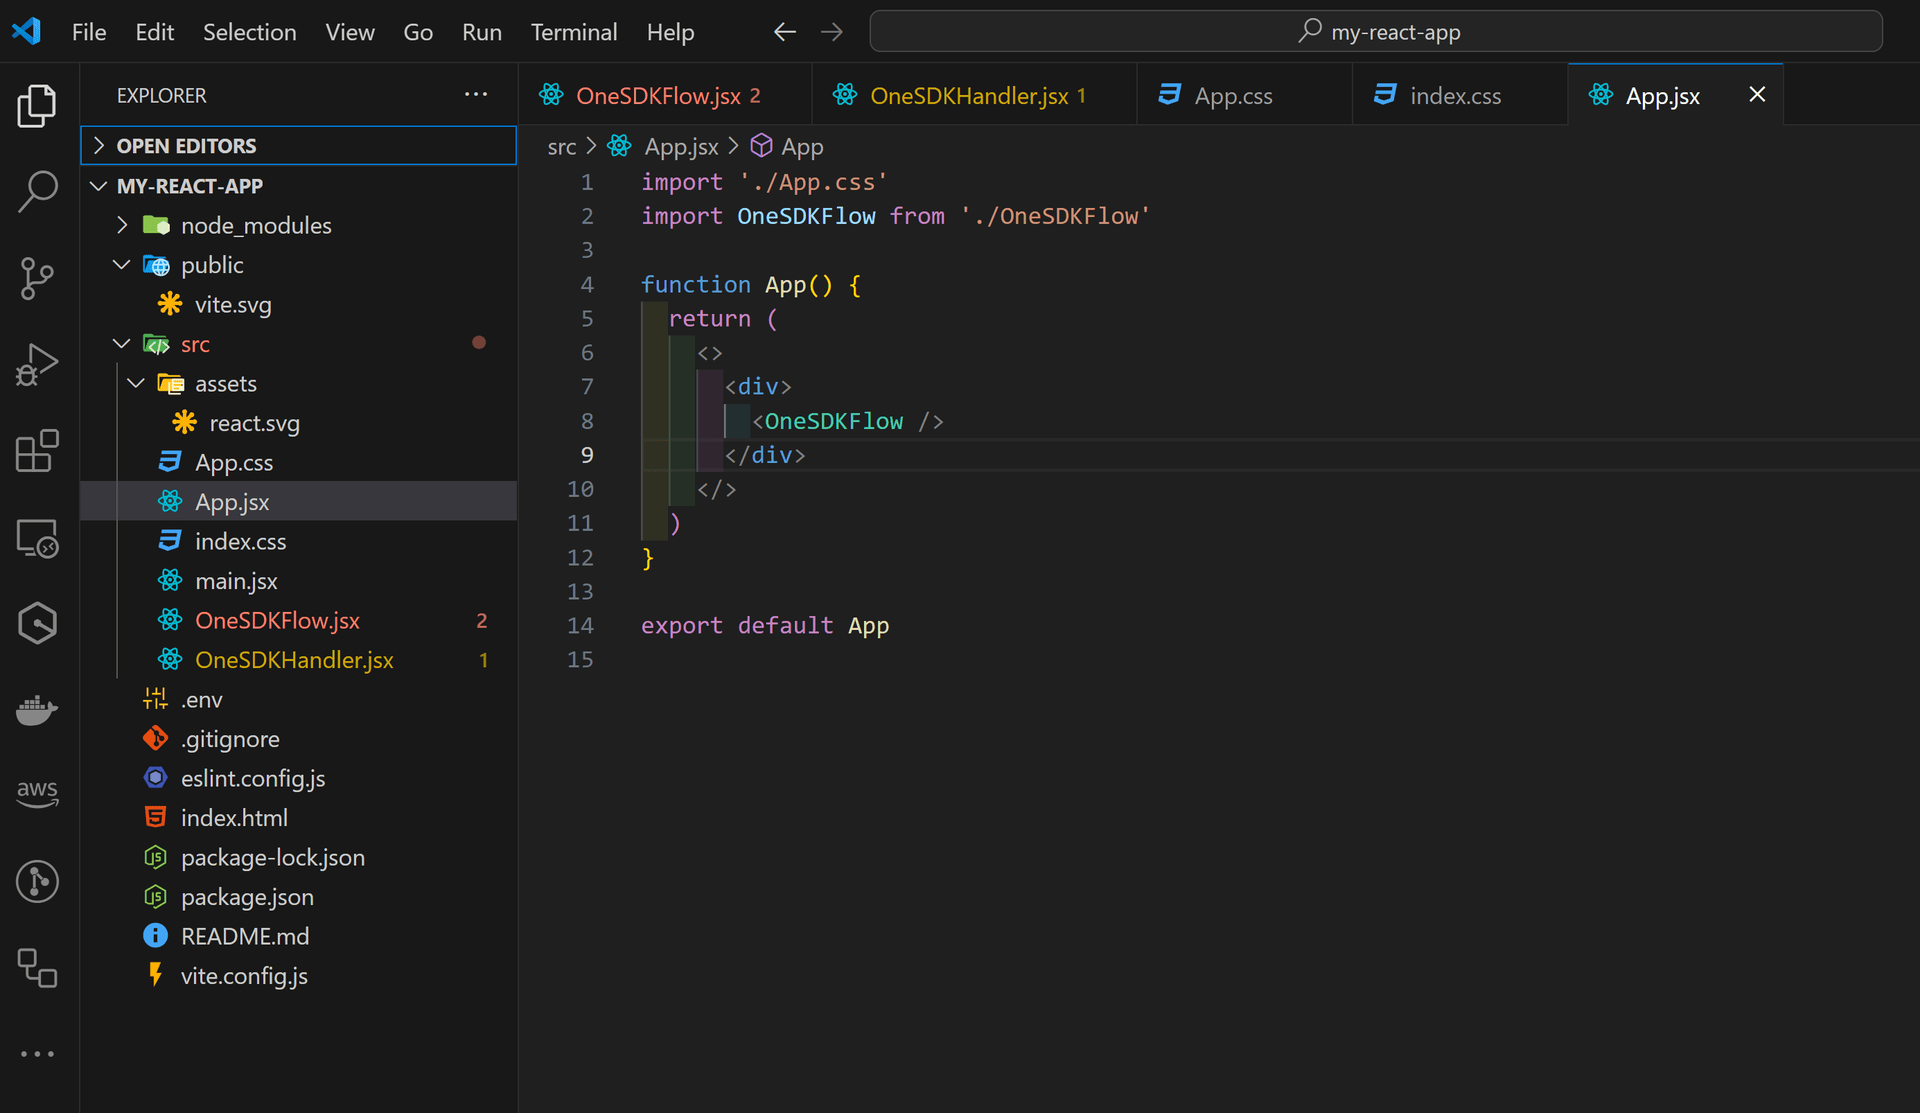 File Edit Selection View Go Run Terminal Help
my-react-app
EXPLORER
OPEN EDITORS
MY-REACT-APP
node_modules
public
vite.svg
src
assets
react.svg
App.css
App.jsx
index.css
main.jsx
OneSDKFlow.jsx 2
OneSDKHandler.jsx 1
.env
.gitignore
eslint.config.js
index.html
package-lock.json
package.json
README.md
vite.config.js
aws
OneSDKFlow.jsx 2 OneSDKHandler.jsx 1 App.css index.css App.jsx
src > App.jsx > App
1 import './App.css'
2 import OneSDKFlow from './OneSDKFlow'
3
4 function App() {
5   return (
6     <>
7       <div>
8         <OneSDKFlow />
9       </div>
10     </>
11   )
12 }
13
14 export default App
15